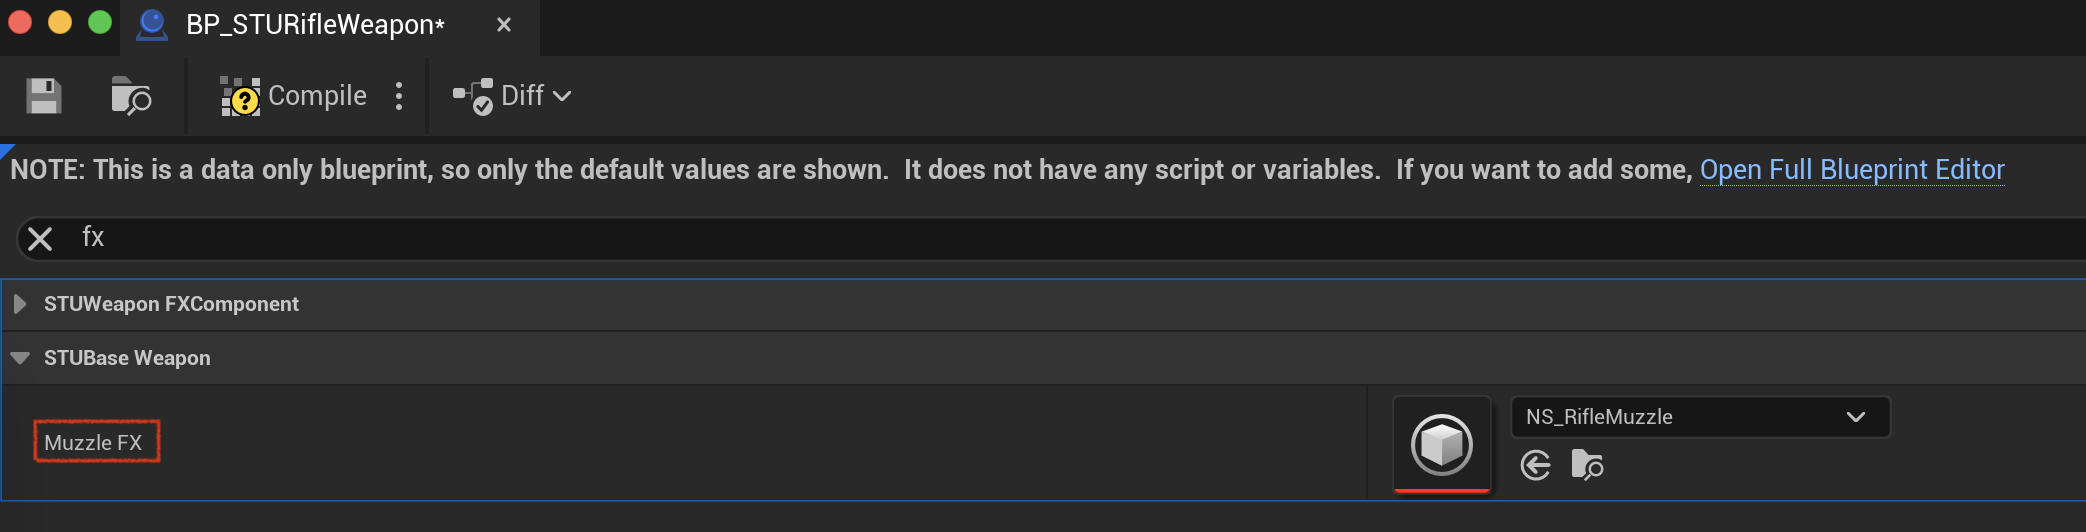 BP_STURifleWeapon*
Compile
Diff
NOTE: This is a data only blueprint, so only the default values are shown.  It does not have any script or variables.  If you want to add some, Open Full Blueprint Editor
fx
STUWeapon FXComponent
STUBase Weapon
Muzzle FX
NS_RifleMuzzle